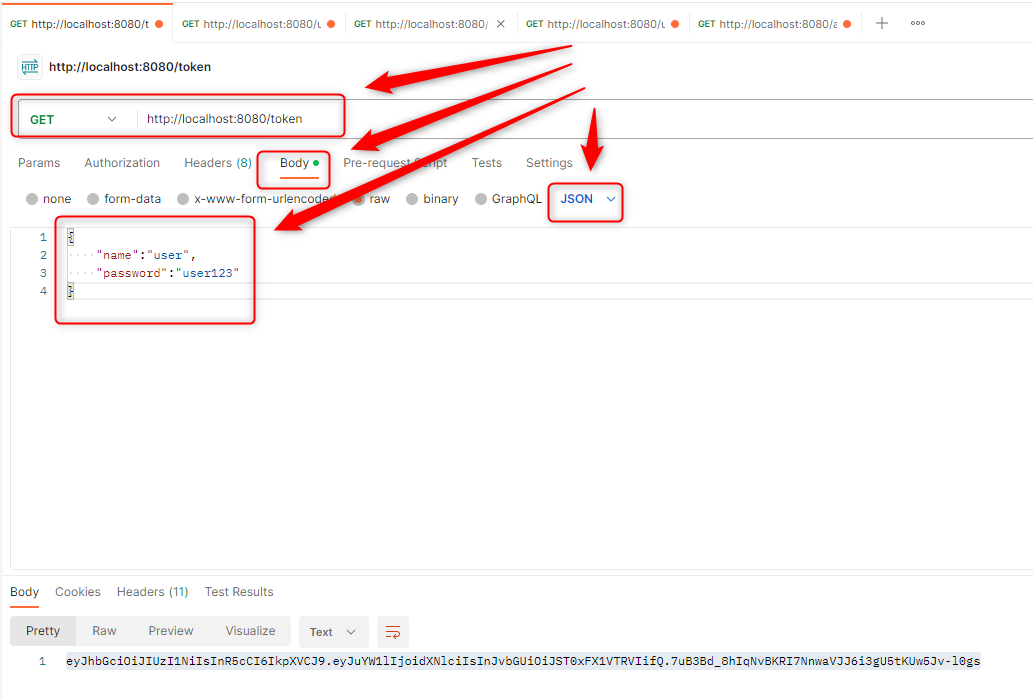 GET http://localhost:8080/t GET http://localhost:8080/u GET http://localhost:8080/ GET http://localhost:8080/u GET http://localhost:8080/a
HTTP http://localhost:8080/token
GET http://localhost:8080/token
Params Authorization Headers (8) Body Pre-request Script Tests Settings
none form-data x-www-form-urlencoded raw binary GraphQL JSON
1 {
2 "name":"user",
3 "password":"user123"
4 }
Body Cookies Headers (11) Test Results
Pretty Raw Preview Visualize Text
1 eyJhbGciOiJIUzI1NiIsInR5cCI6IkpXVCJ9.eyJuYW1lIjoidXNlciIsInJvbGUiOiJST0xFX1VTRVIifQ.7uB3Bd_8hIqNvBKRI7NnwaVJJ6i3gU5tKUw5Jv-l0gs